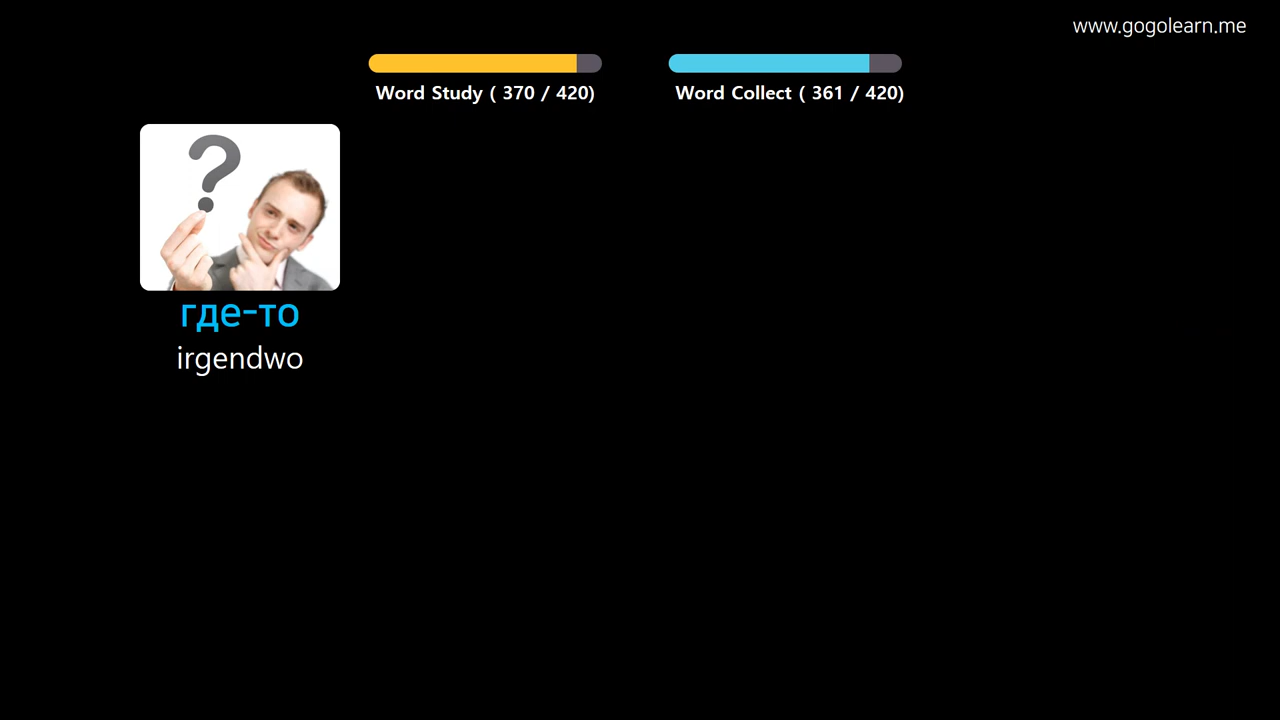 www.gogolearn.me
Word Study ( 370 / 420)
Word Collect ( 361 / 420)
где-то
irgendwo